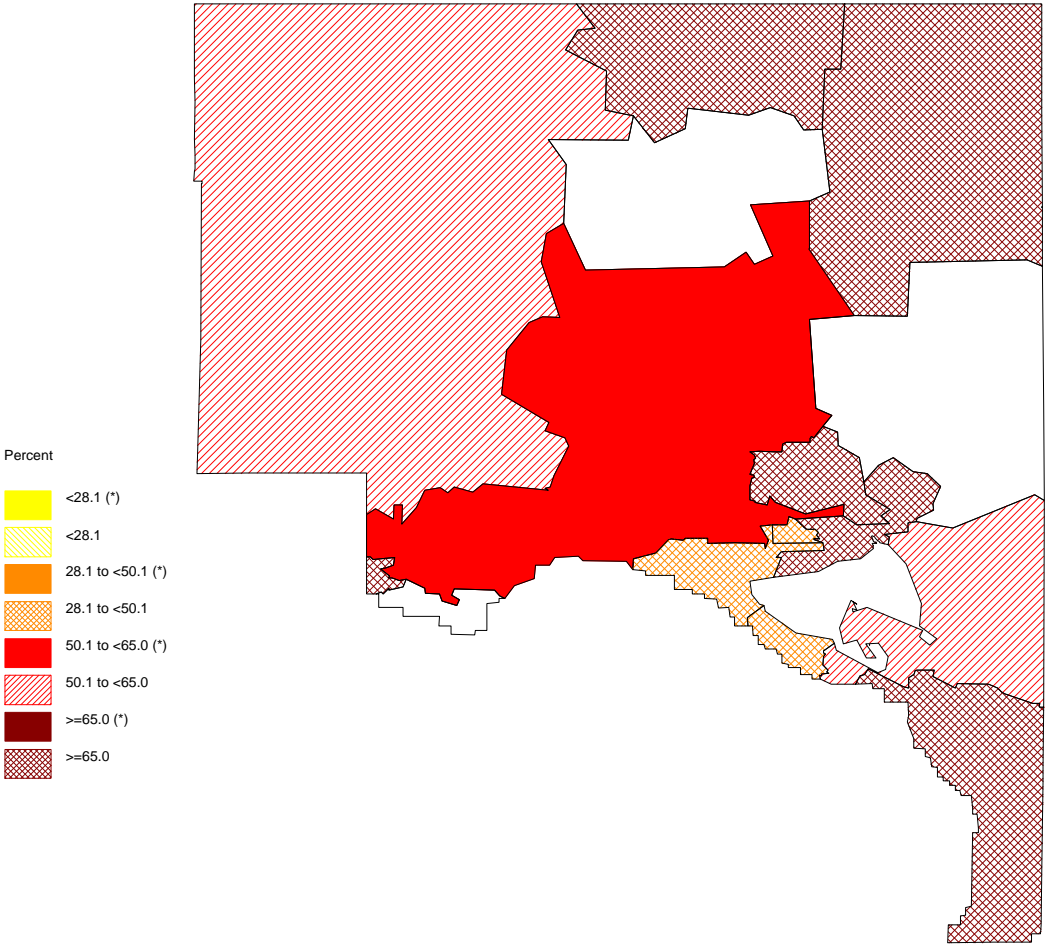 Percent
<28.1 (*)
<28.1
28.1 to <50.1 (*)
28.1 to <50.1
50.1 to <65.0 (*)
50.1 to <65.0
>=65.0 (*)
>=65.0